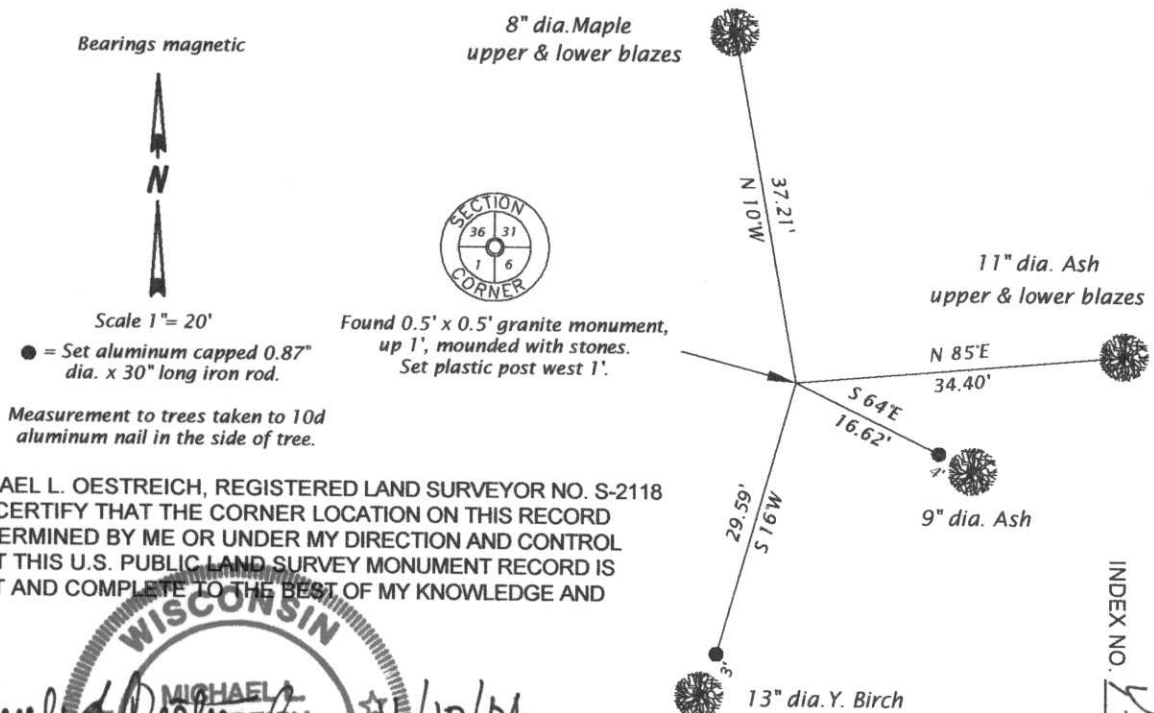 Bearings magnetic
N
Scale 1"= 20'
● = Set aluminum capped 0.87"
dia. x 30" long iron rod.
Measurement to trees taken to 10d
aluminum nail in the side of tree.
SECTION
36 31
1 6
CORNER
Found 0.5' x 0.5' granite monument,
up 1', mounded with stones.
Set plastic post west 1'.
8" dia. Maple
upper & lower blazes
37.21'
N 10°W
11" dia. Ash
upper & lower blazes
N 85°E
34.40'
S 64°E
16.62'
4'
9" dia. Ash
29.59'
S 16°W
3'
13" dia. Y. Birch
AEL L. OESTREICH, REGISTERED LAND SURVEYOR NO. S-2118
CERTIFY THAT THE CORNER LOCATION ON THIS RECORD
ERMINED BY ME OR UNDER MY DIRECTION AND CONTROL
T THIS U.S. PUBLIC LAND SURVEY MONUMENT RECORD IS
T AND COMPLETE TO THE BEST OF MY KNOWLEDGE AND
WISCONSIN
MICHAEL L.
INDEX NO.